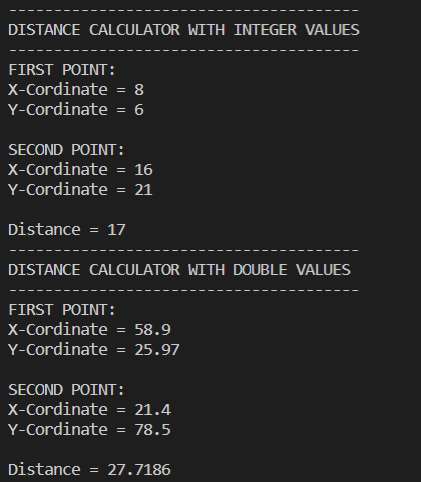 ---------------------------------------
DISTANCE CALCULATOR WITH INTEGER VALUES
---------------------------------------
FIRST POINT:
X-Cordinate = 8
Y-Cordinate = 6
SECOND POINT:
X-Cordinate = 16
Y-Cordinate = 21
Distance = 17
---------------------------------------
DISTANCE CALCULATOR WITH DOUBLE VALUES
---------------------------------------
FIRST POINT:
X-Cordinate = 58.9
Y-Cordinate = 25.97
SECOND POINT:
X-Cordinate = 21.4
Y-Cordinate = 78.5
Distance = 27.7186